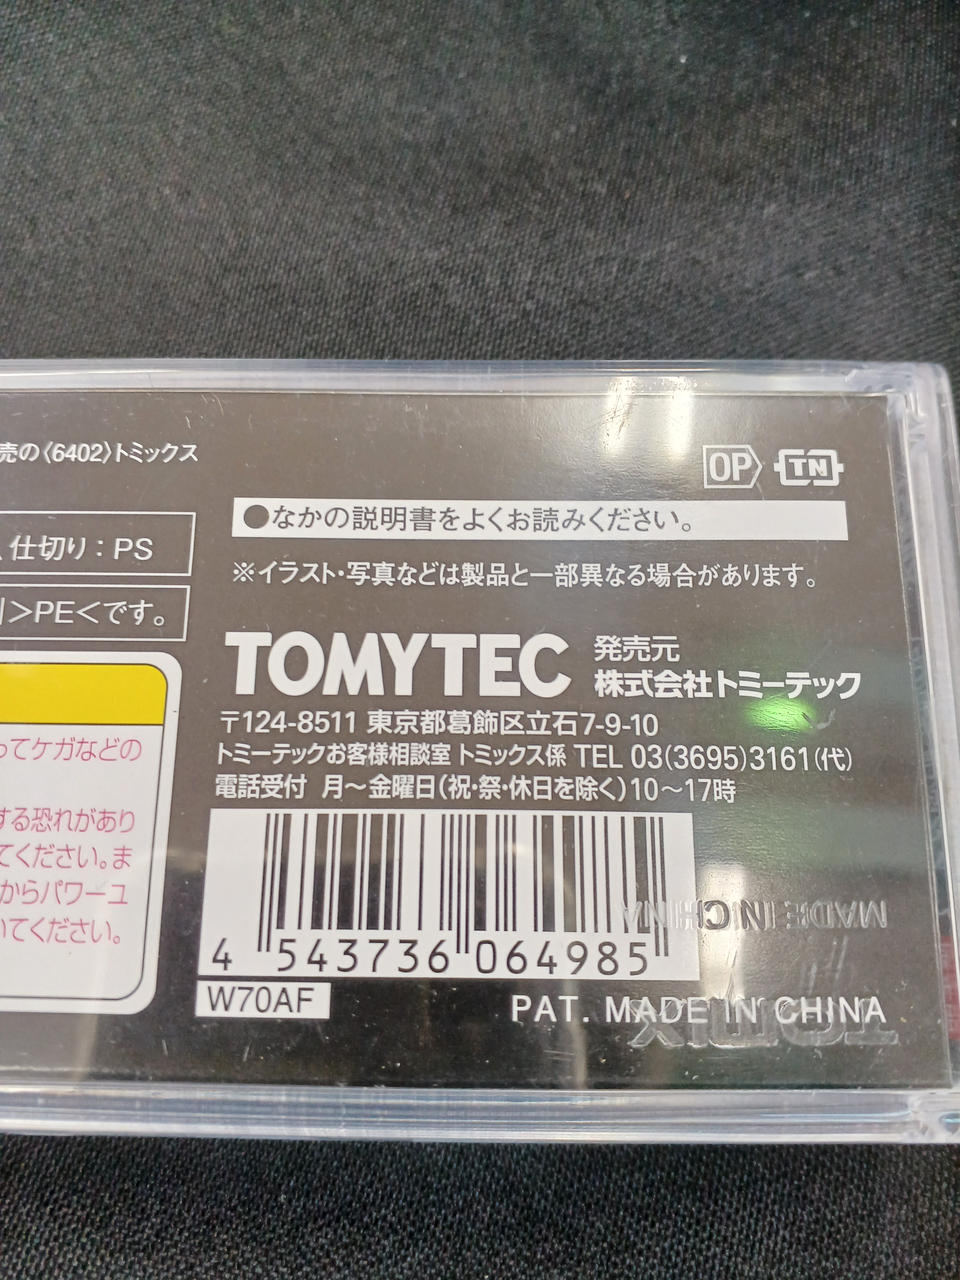 売の〈6402〉トミックス
OP TN
●なかの説明書をよくお読みください。
仕切り：PS
※イラスト・写真などは製品と一部異なる場合があります。
>PE<です。
TOMYTEC 発売元
株式会社トミーテック
〒124-8511 東京都葛飾区立石7-9-10
トミーテックお客様相談室 トミックス係 TEL 03(3695)3161(代)
電話受付 月〜金曜日(祝・祭・休日を除く)10〜17時
ってケガなどの
する恐れがあり
てください。ま
からパワーユ
いてください。
4 543736 064985
W70AF
MADE IN CHINA
PAT. MADE IN CHINA
TOMIX